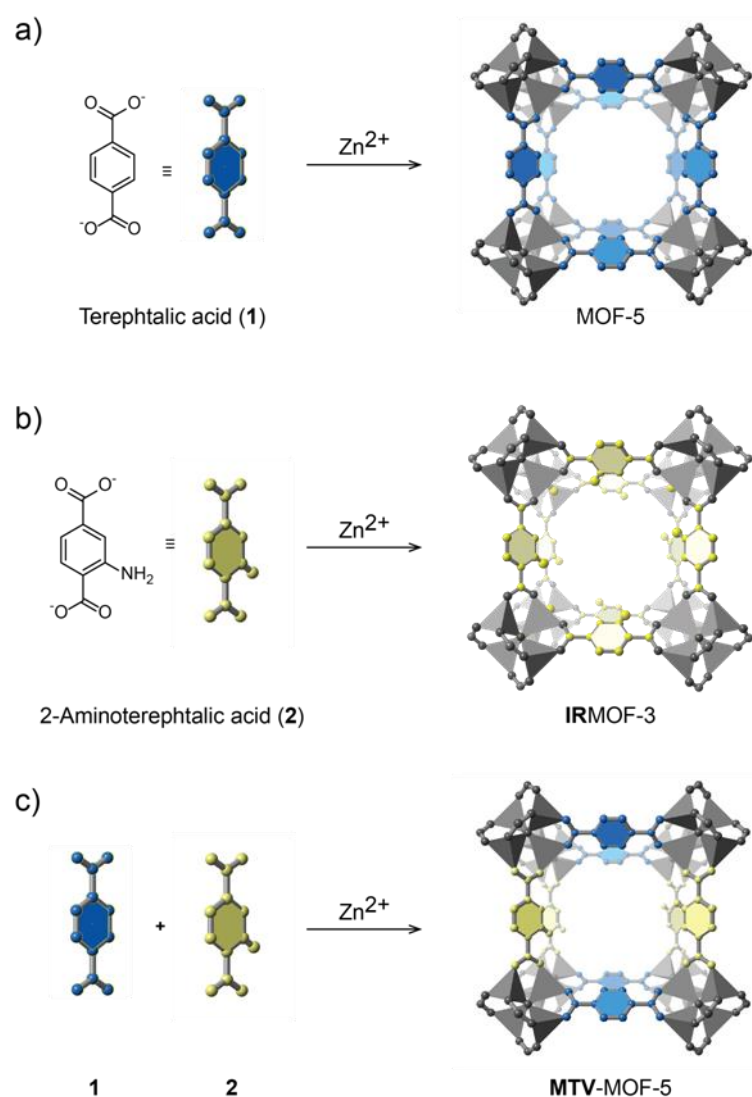 a)
O
O-
-O
O
≡
Zn2+
Terephtalic acid (1)
MOF-5
b)
O
O-
NH2
-O
O
≡
Zn2+
2-Aminoterephtalic acid (2)
IRMOF-3
c)
+
Zn2+
1
2
MTV-MOF-5